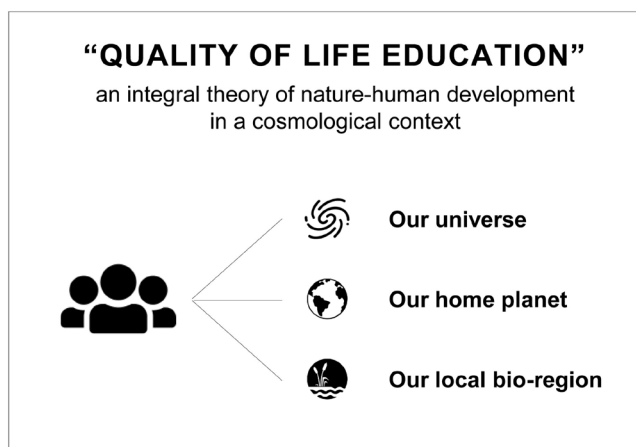 “QUALITY OF LIFE EDUCATION”
an integral theory of nature-human development
in a cosmological context
Our universe
Our home planet
Our local bio-region